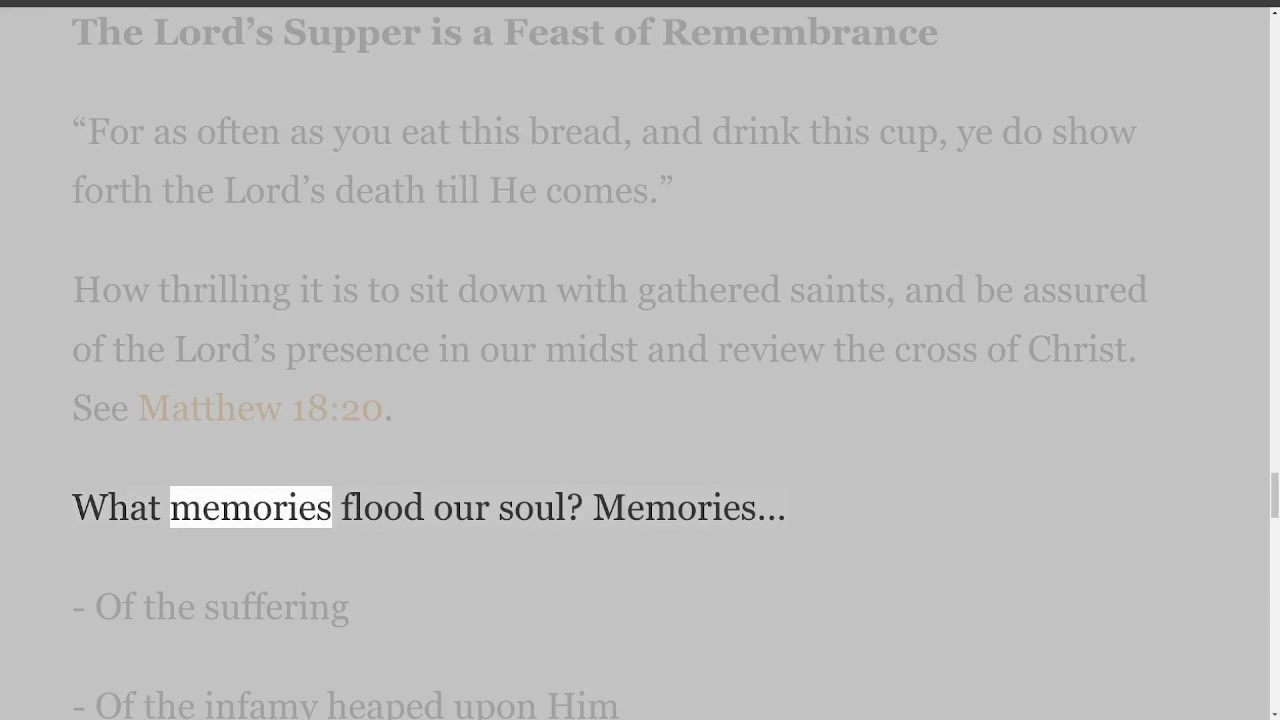 The Lord’s Supper is a Feast of Remembrance
“For as often as you eat this bread, and drink this cup, ye do show
forth the Lord’s death till He comes.”
How thrilling it is to sit down with gathered saints, and be assured
of the Lord’s presence in our midst and review the cross of Christ.
See Matthew 18:20.
What memories flood our soul? Memories...
- Of the suffering
- Of the infamy heaped upon Him